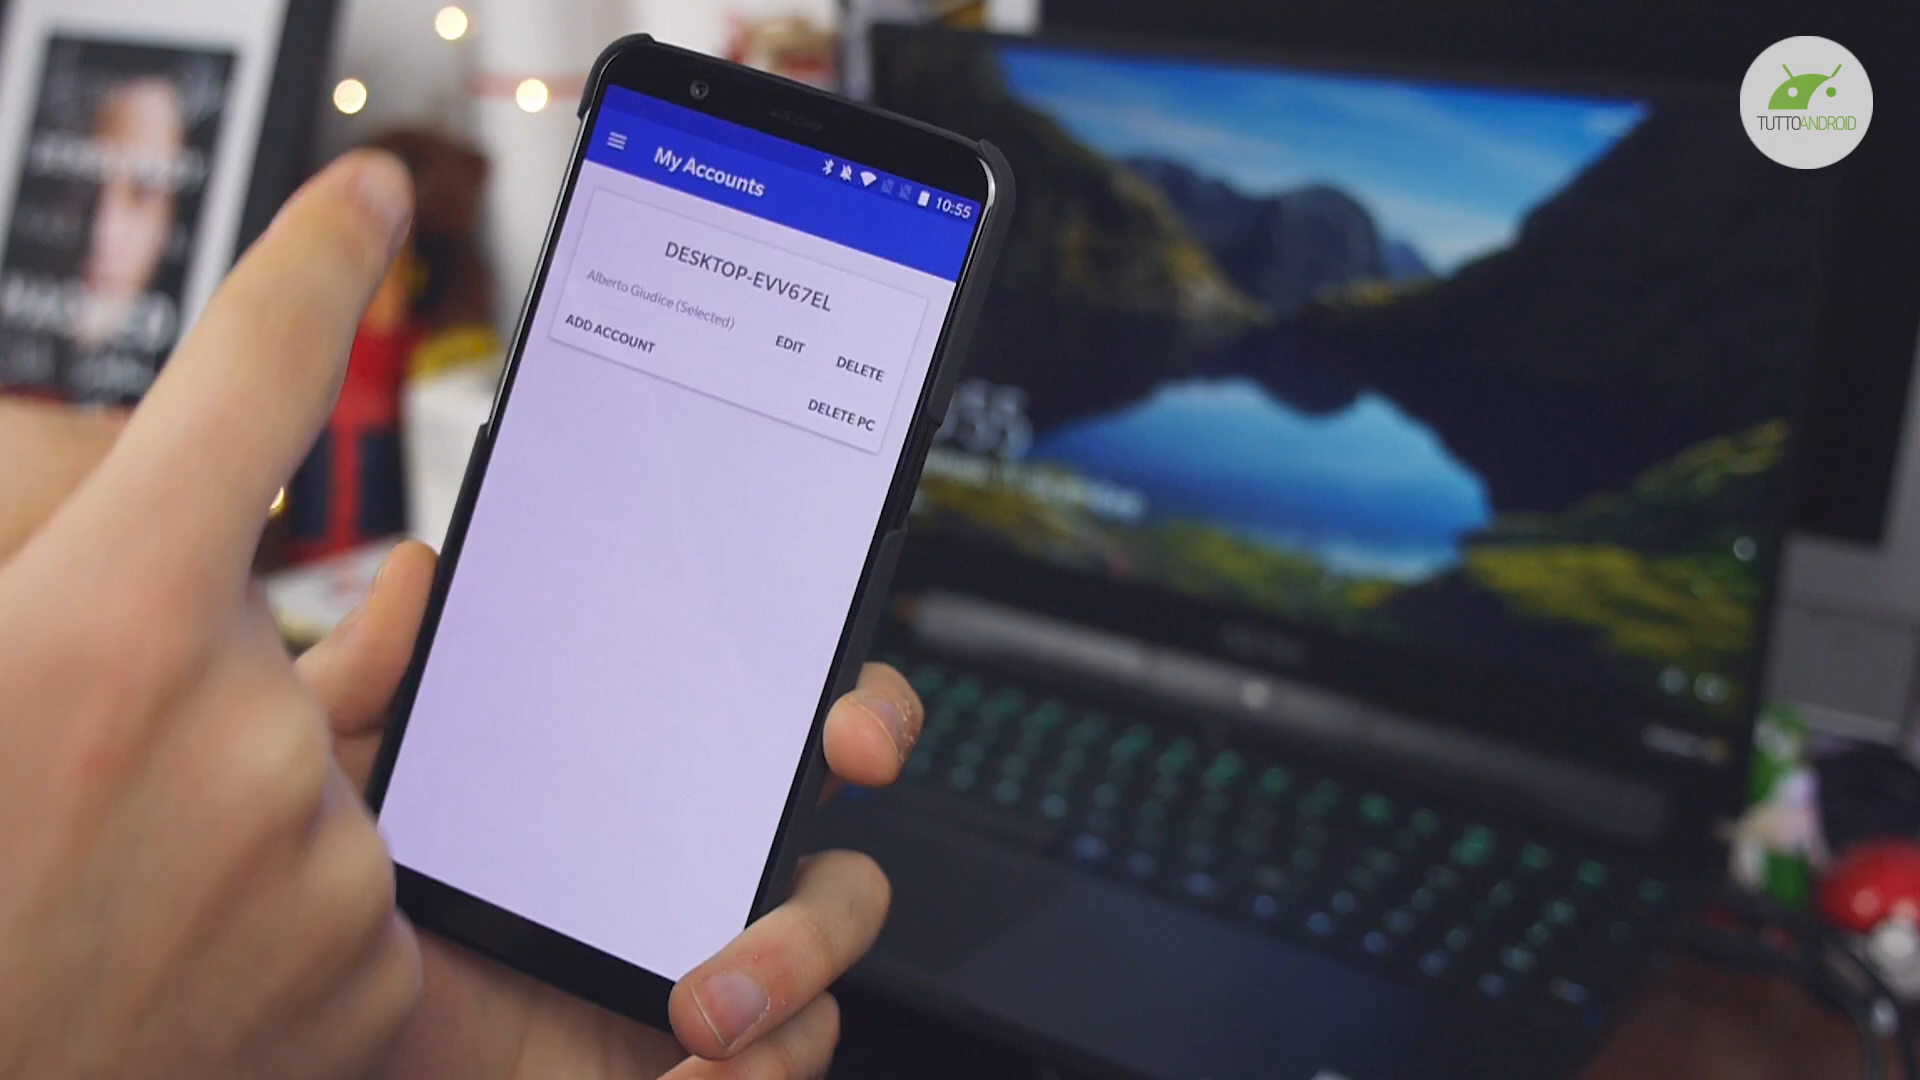 My Accounts
10:55
DESKTOP-EVV67EL
Alberto Giudice (Selected)
EDIT
DELETE
ADD ACCOUNT
DELETE PC
TUTTOANDROID